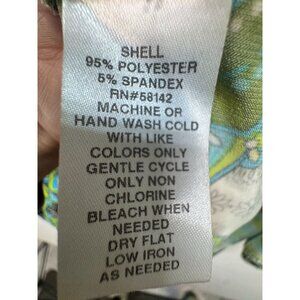 SHELL
95% POLYESTER
5% SPANDEX
RN#58142
MACHINE OR
HAND WASH COLD
WITH LIKE
COLORS ONLY
GENTLE CYCLE
ONLY NON
CHLORINE
BLEACH WHEN
NEEDED
DRY FLAT
LOW IRON
AS NEEDED